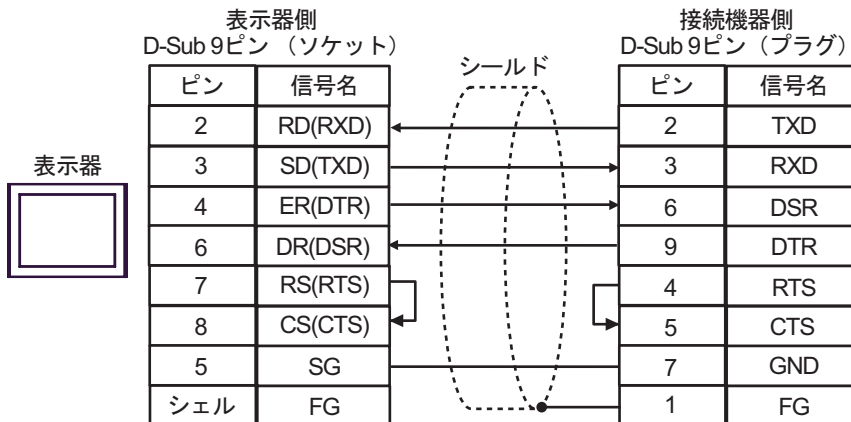 表示器側
D-Sub 9ピン （ソケット）
接続機器側
D-Sub 9ピン（プラグ）
シールド
表示器
ピン 信号名
2 RD(RXD)
3 SD(TXD)
4 ER(DTR)
6 DR(DSR)
7 RS(RTS)
8 CS(CTS)
5 SG
シェル FG
ピン 信号名
2 TXD
3 RXD
6 DSR
9 DTR
4 RTS
5 CTS
7 GND
1 FG